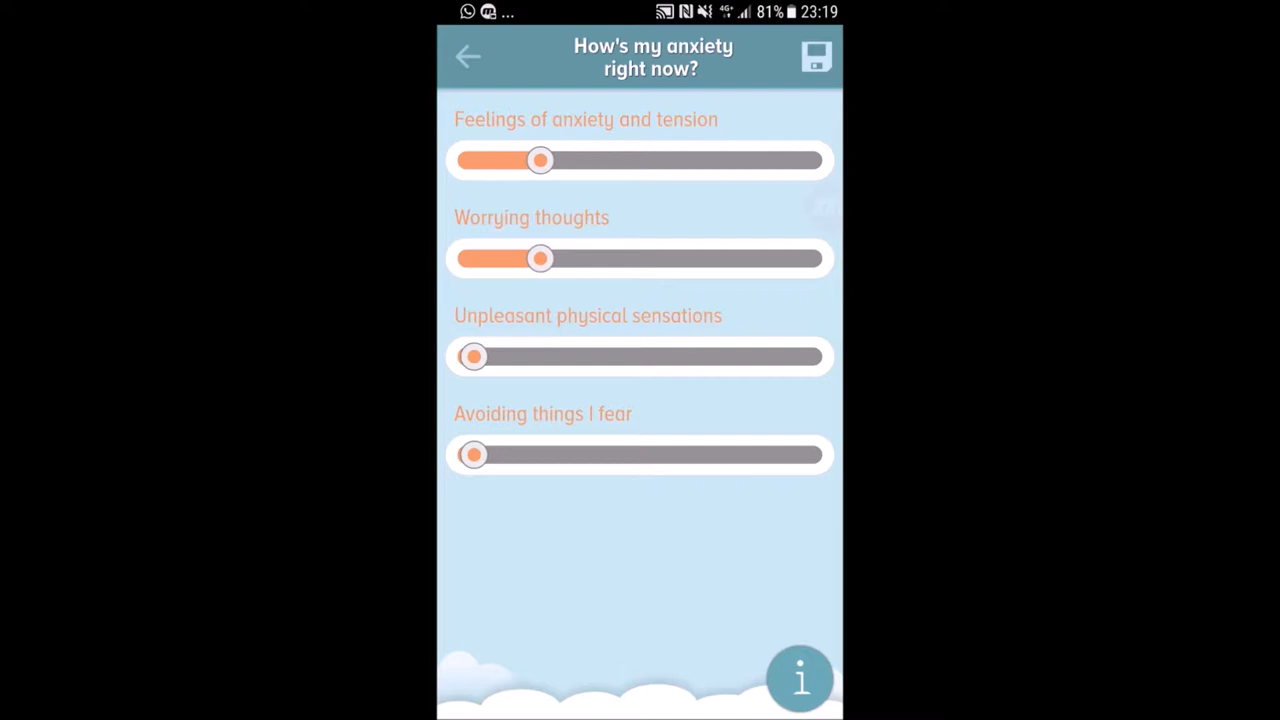 ... 4G+ 81% 23:19
How's my anxiety
right now?
Feelings of anxiety and tension
Worrying thoughts
Unpleasant physical sensations
Avoiding things I fear
i